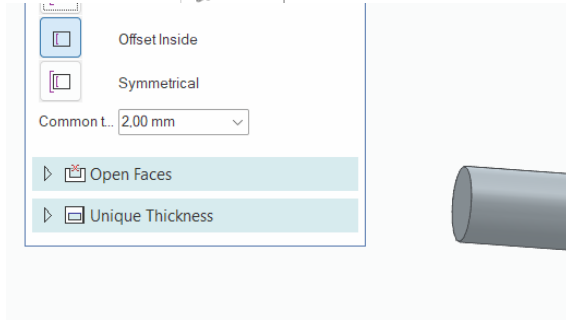 Offset Inside
Symmetrical
Common t... 2,00 mm
Open Faces
Unique Thickness